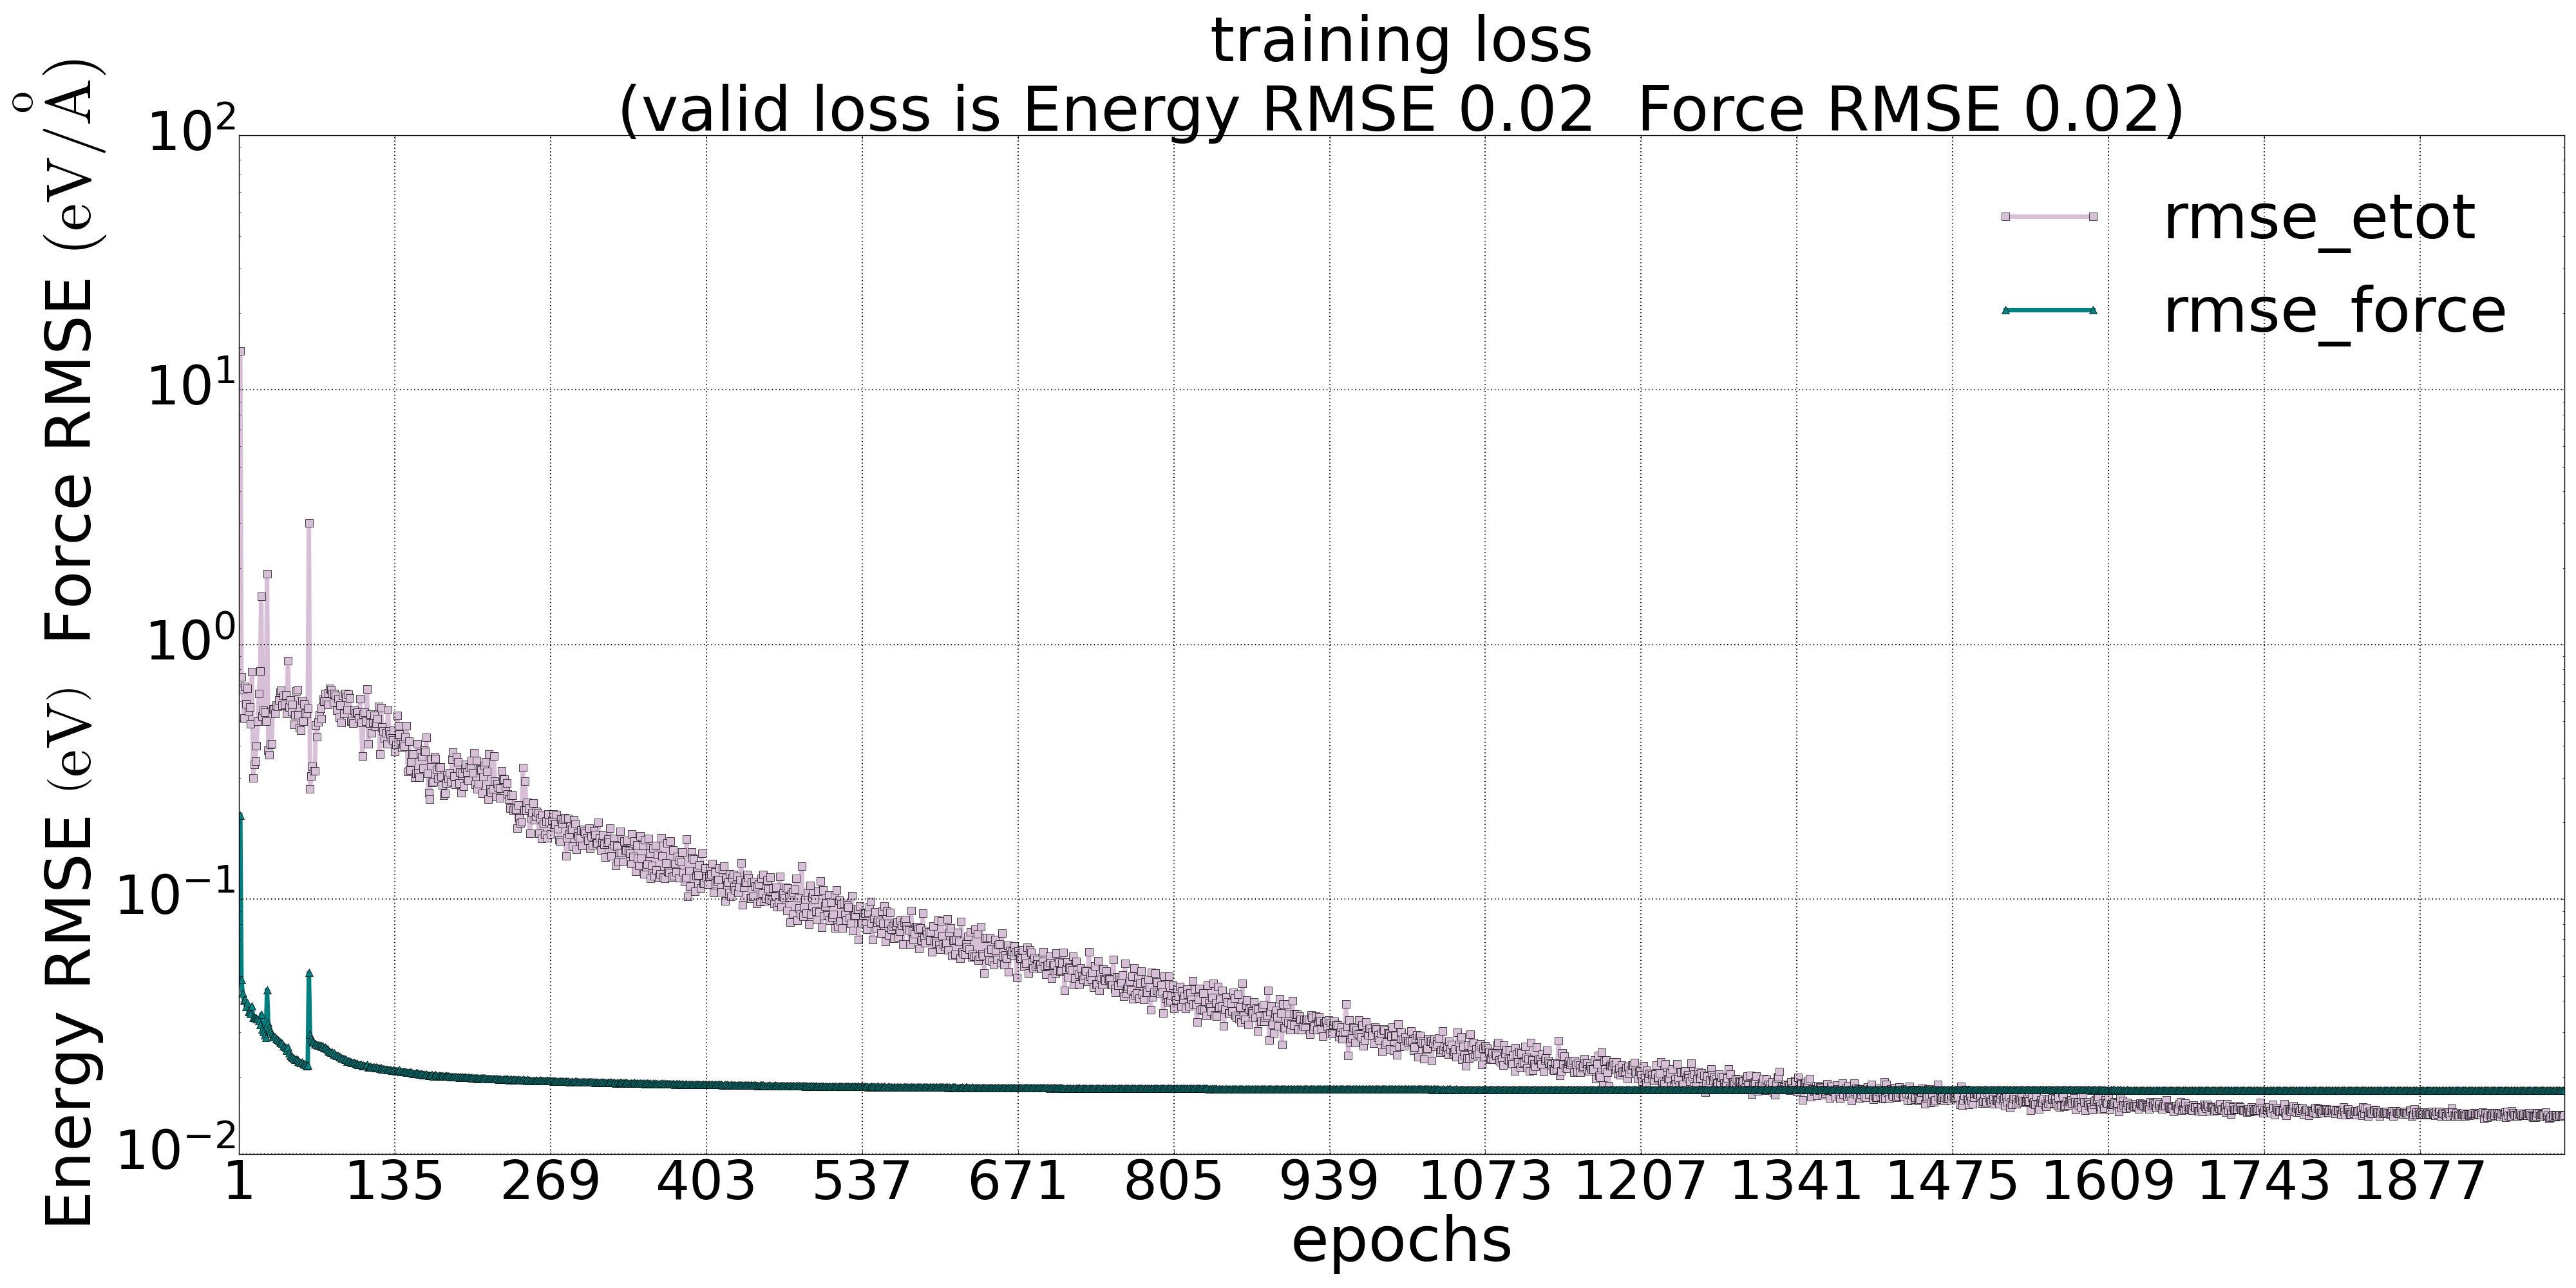 training loss
(valid loss is Energy RMSE 0.02  Force RMSE 0.02)
Energy RMSE (eV)  Force RMSE (eV/Å)
10²
10¹
10⁰
10⁻¹
10⁻²
rmse_etot
rmse_force
1 135 269 403 537 671 805 939 1073 1207 1341 1475 1609 1743 1877
epochs